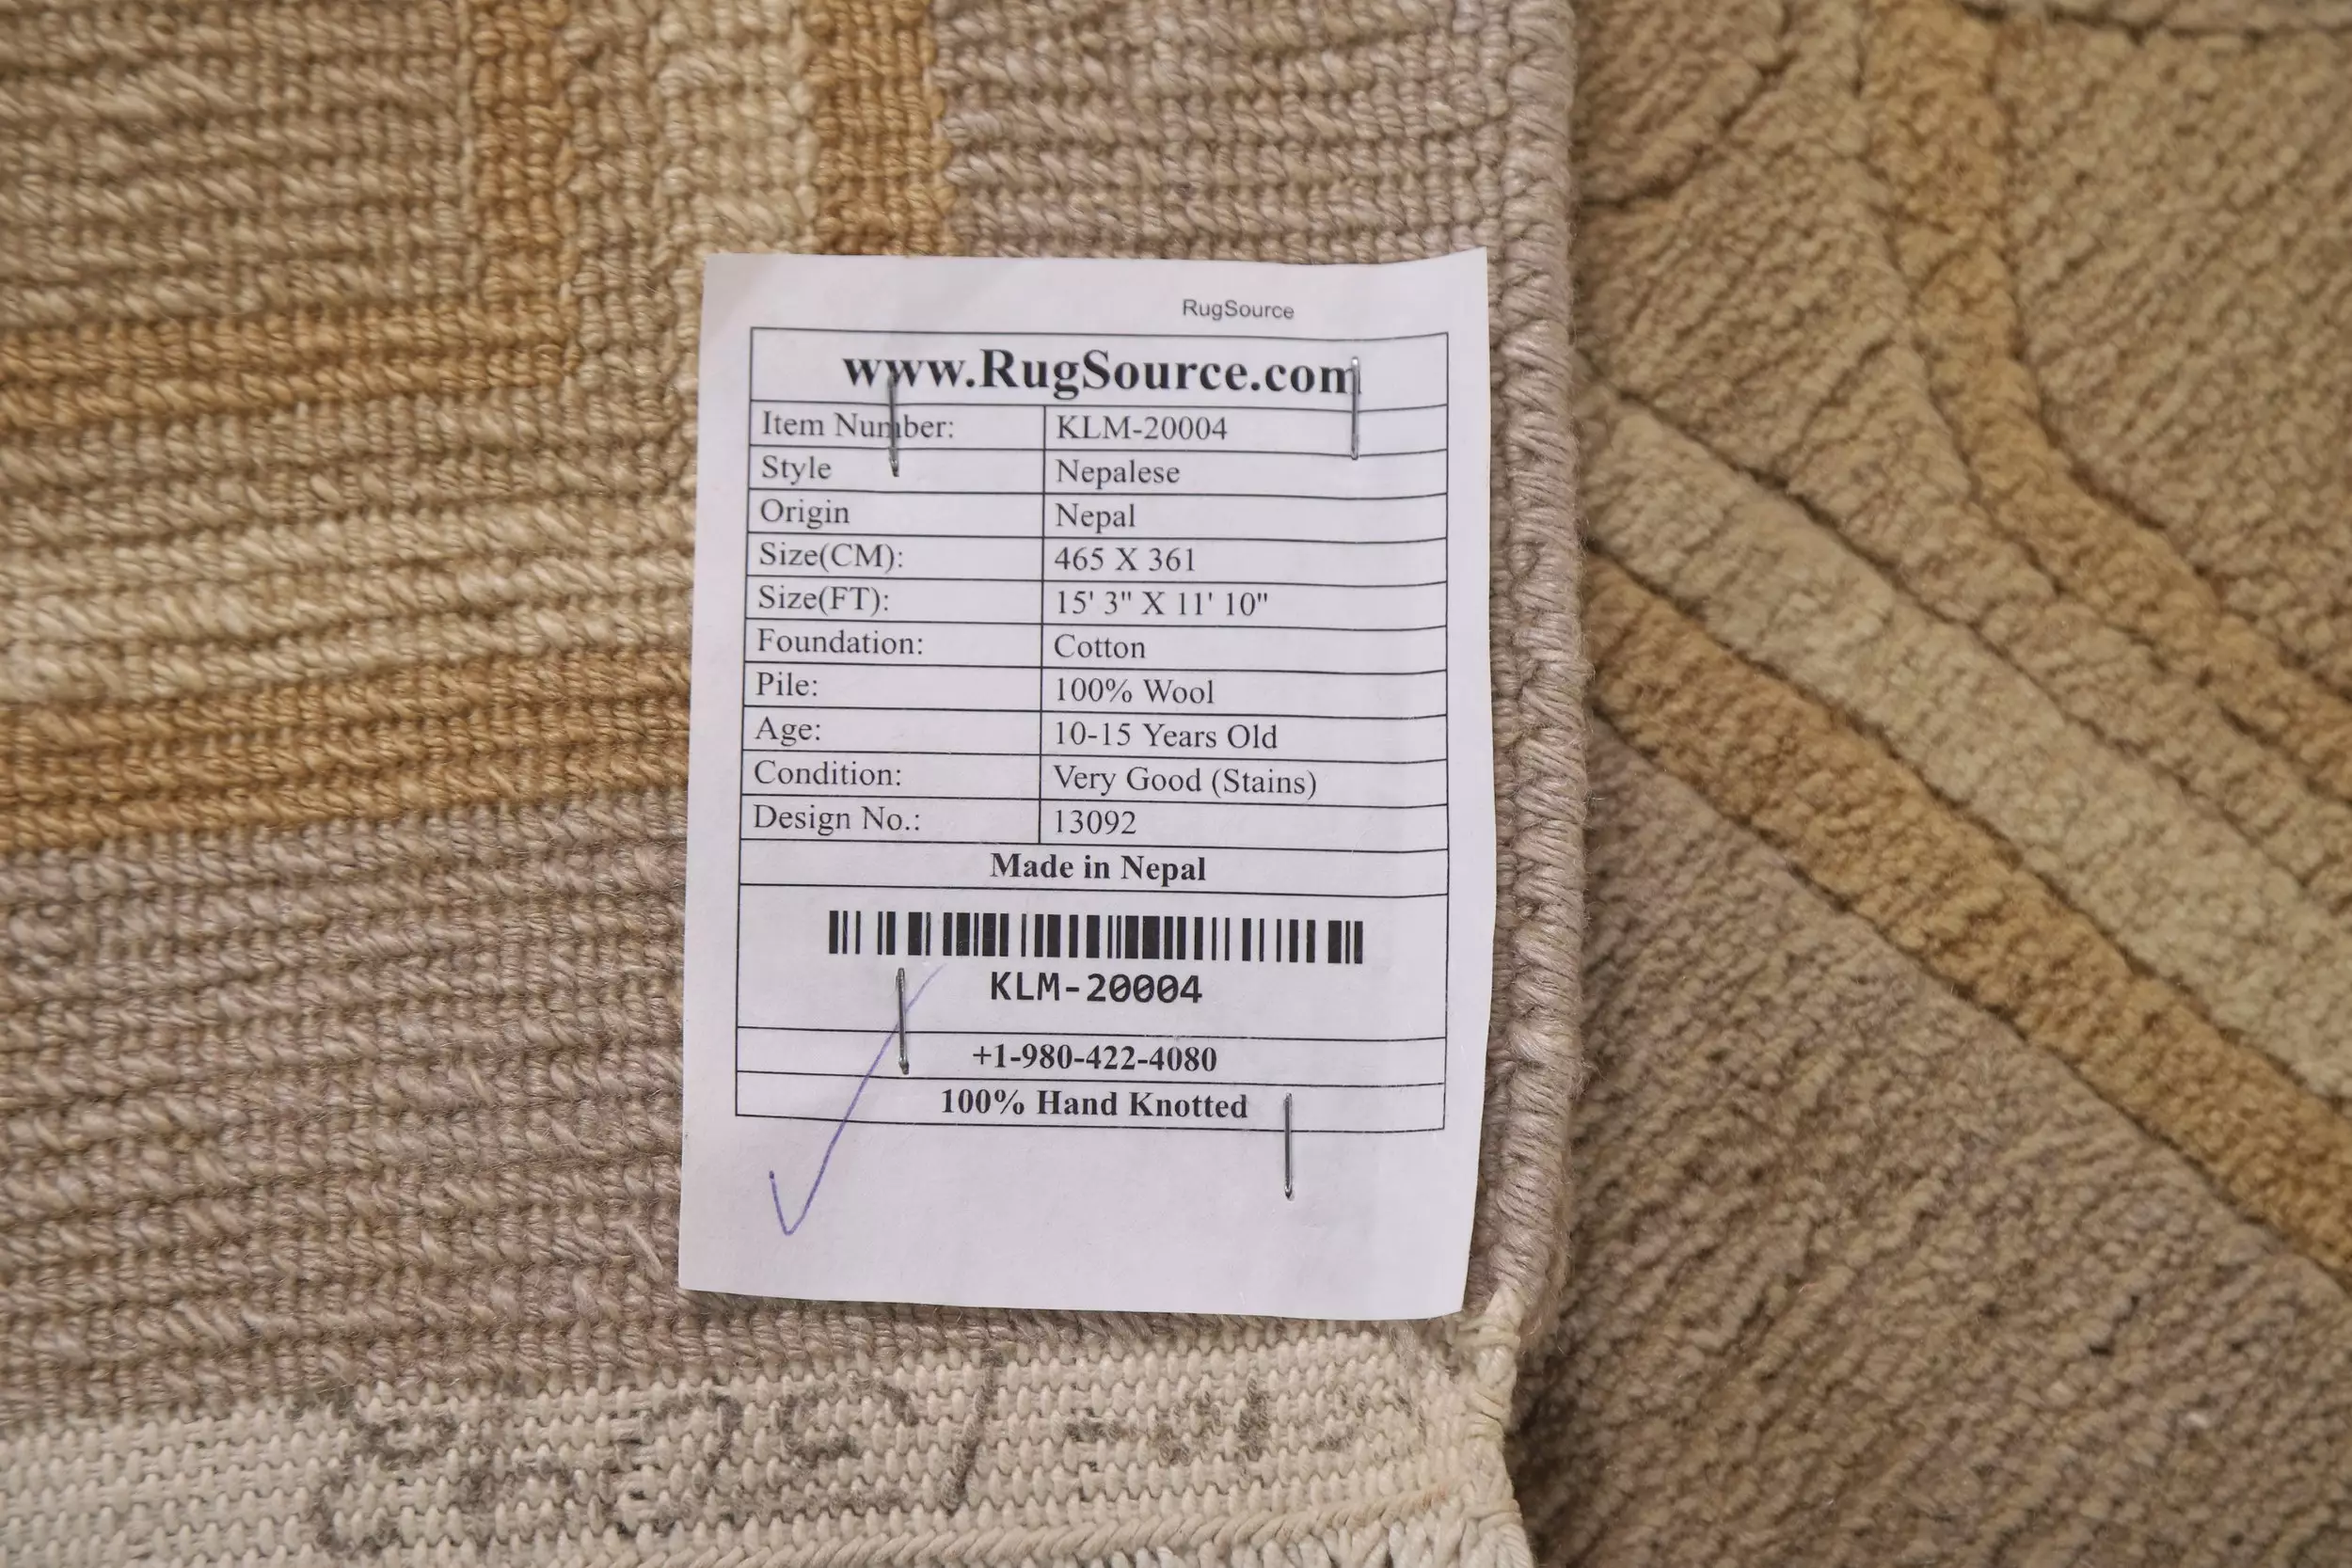 RugSource
www.RugSource.com
Item Number: KLM-20004
Style Nepalese
Origin Nepal
Size(CM): 465 X 361
Size(FT): 15' 3" X 11' 10"
Foundation: Cotton
Pile: 100% Wool
Age: 10-15 Years Old
Condition: Very Good (Stains)
Design No.: 13092
Made in Nepal
KLM-20004
+1-980-422-4080
100% Hand Knotted